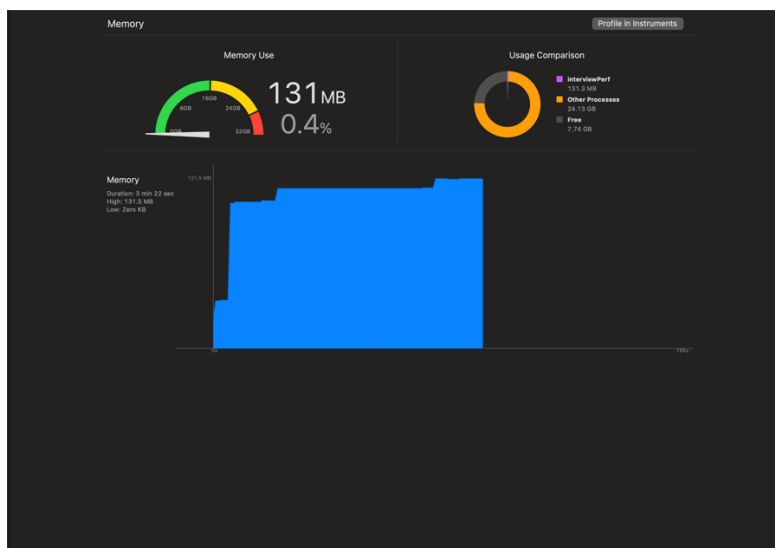 Memory
Profile in Instruments
Memory Use
0GB
8GB
16GB
24GB
32GB
131MB
0.4%
Usage Comparison
interviewPerf
131.3 MB
Other Processes
24.13 GB
Free
7.74 GB
Memory
Duration: 3 min 22 sec
High: 131.5 MB
Low: Zero KB
131.5 MB
0s